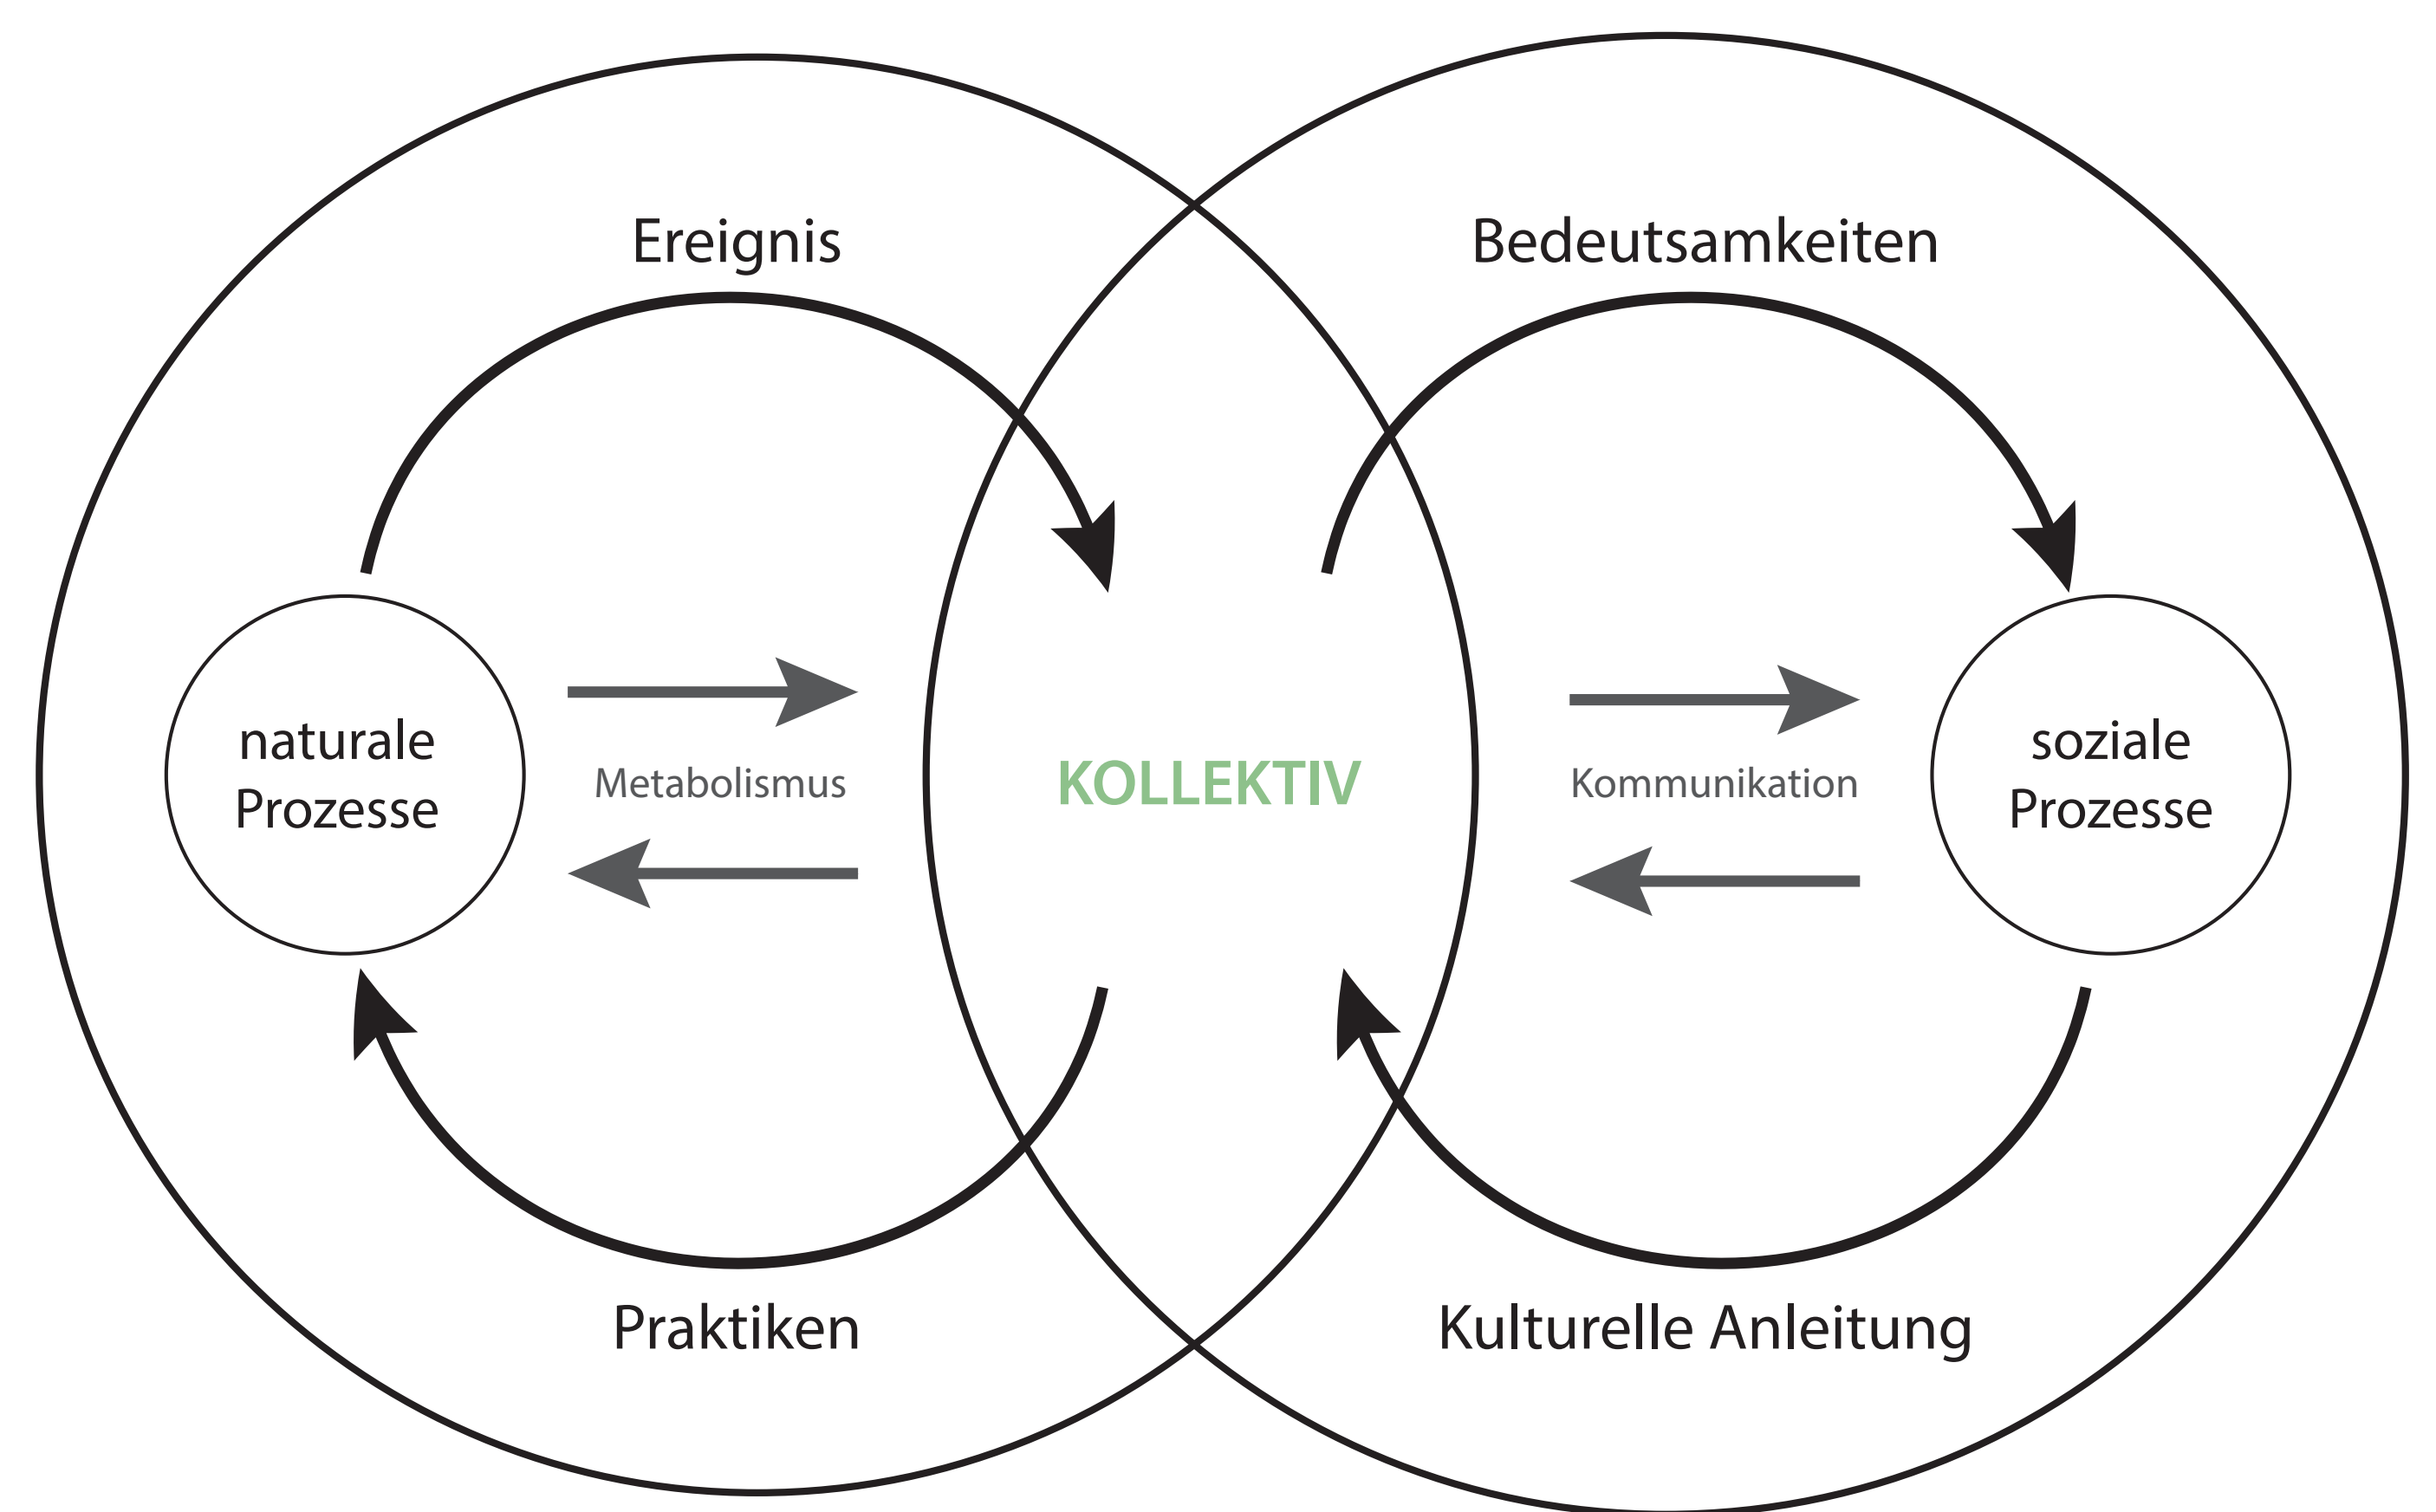 Ereignis
Bedeutsamkeiten
naturale
Prozesse
Metabolismus
KOLLEKTIV
Kommunikation
soziale
Prozesse
Praktiken
Kulturelle Anleitung